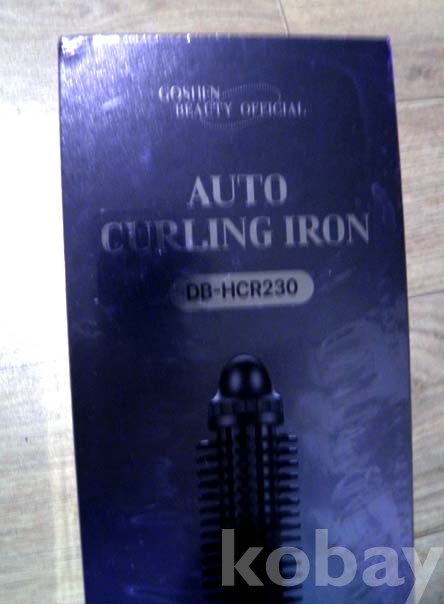 GOSHEN
BEAUTY OFFICIAL
AUTO
CURLING IRON
DB-HCR230
kobay